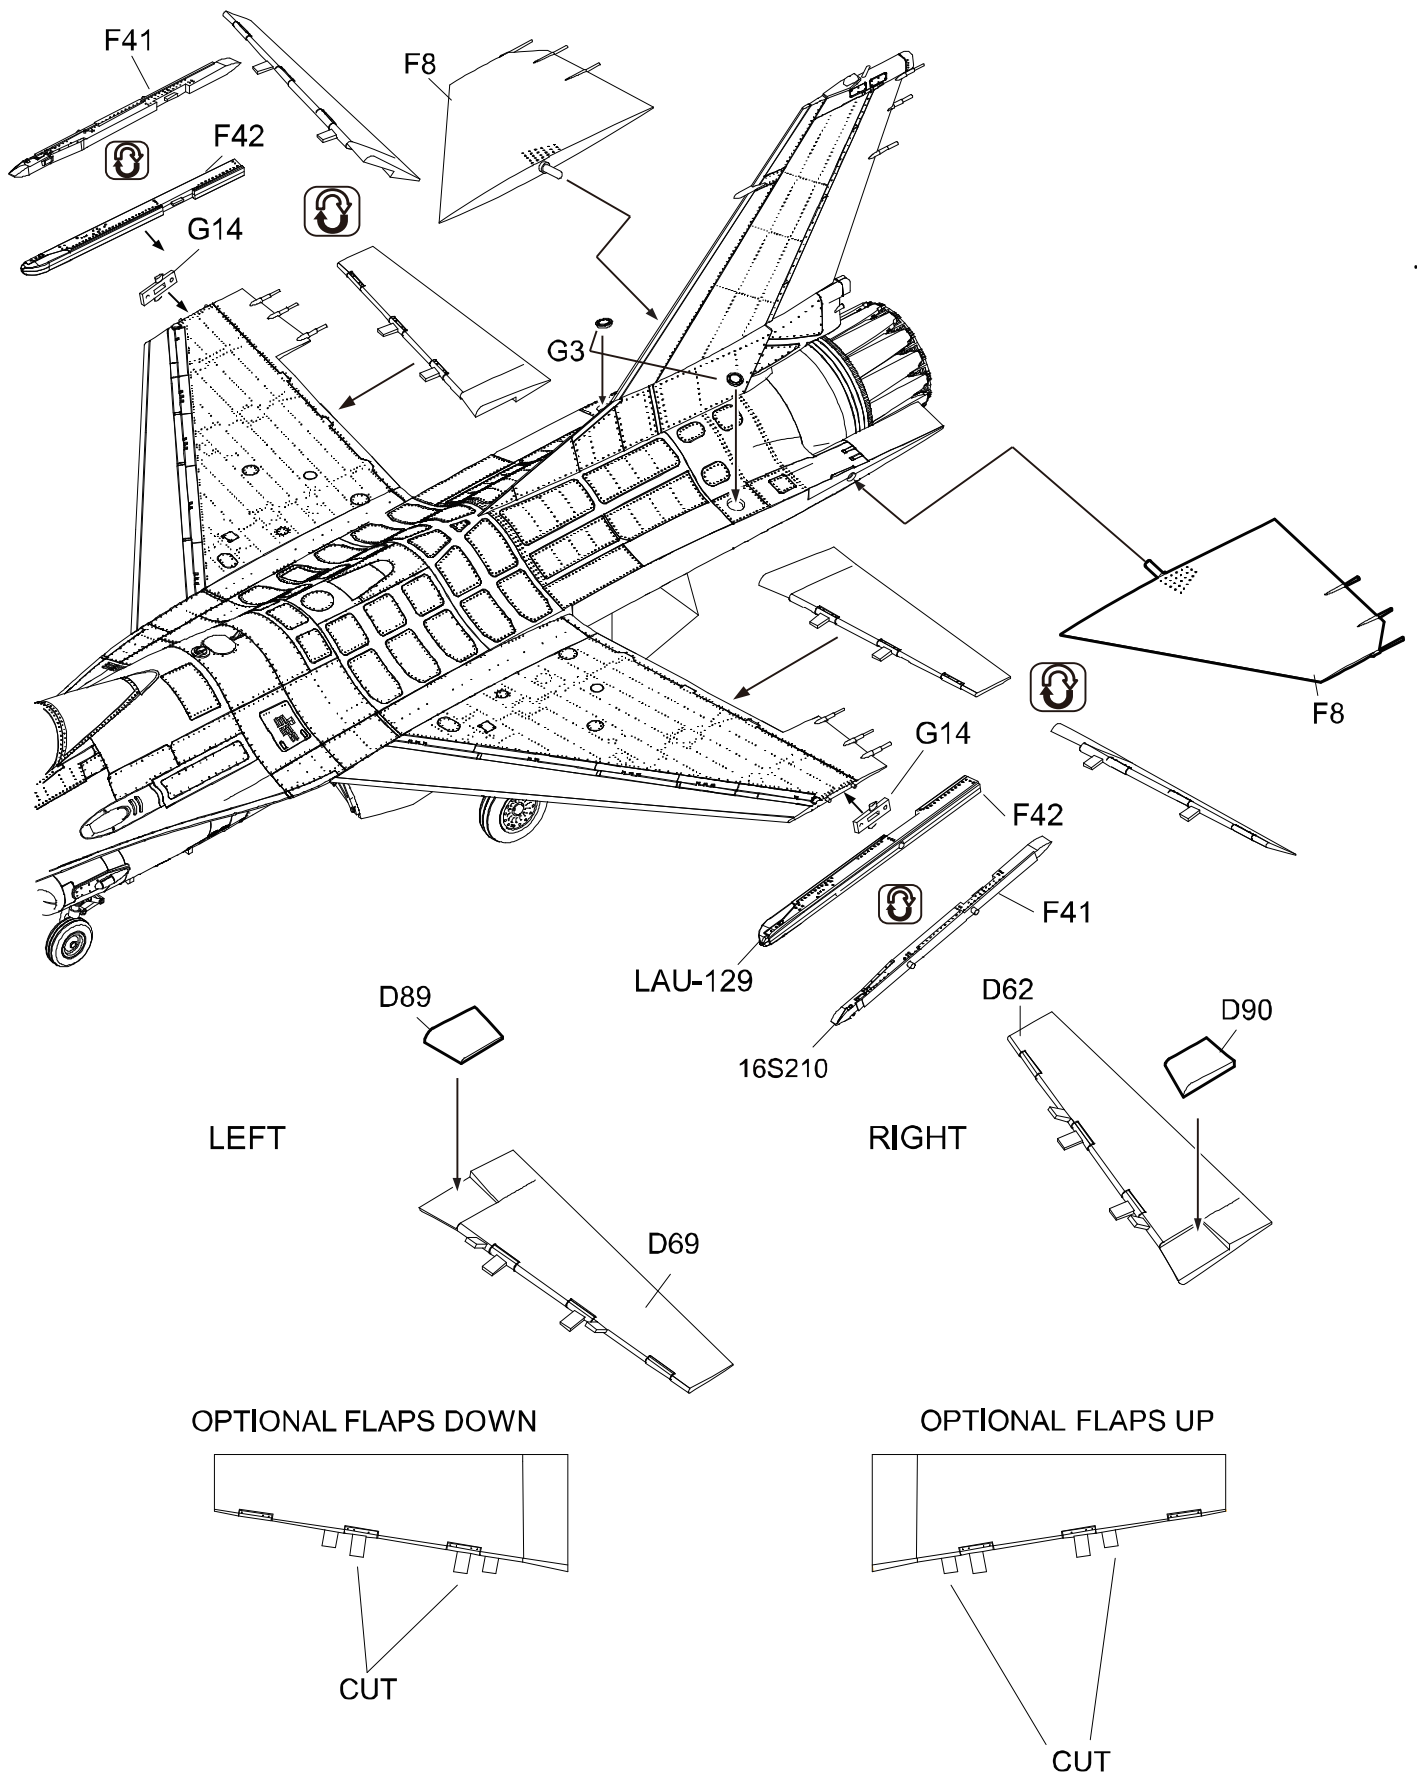 F41
F8
F42
G14
G3
F8
G14
F42
F41
LAU-129
16S210
D89
D62
D90
LEFT
RIGHT
D69
OPTIONAL FLAPS DOWN
OPTIONAL FLAPS UP
CUT
CUT